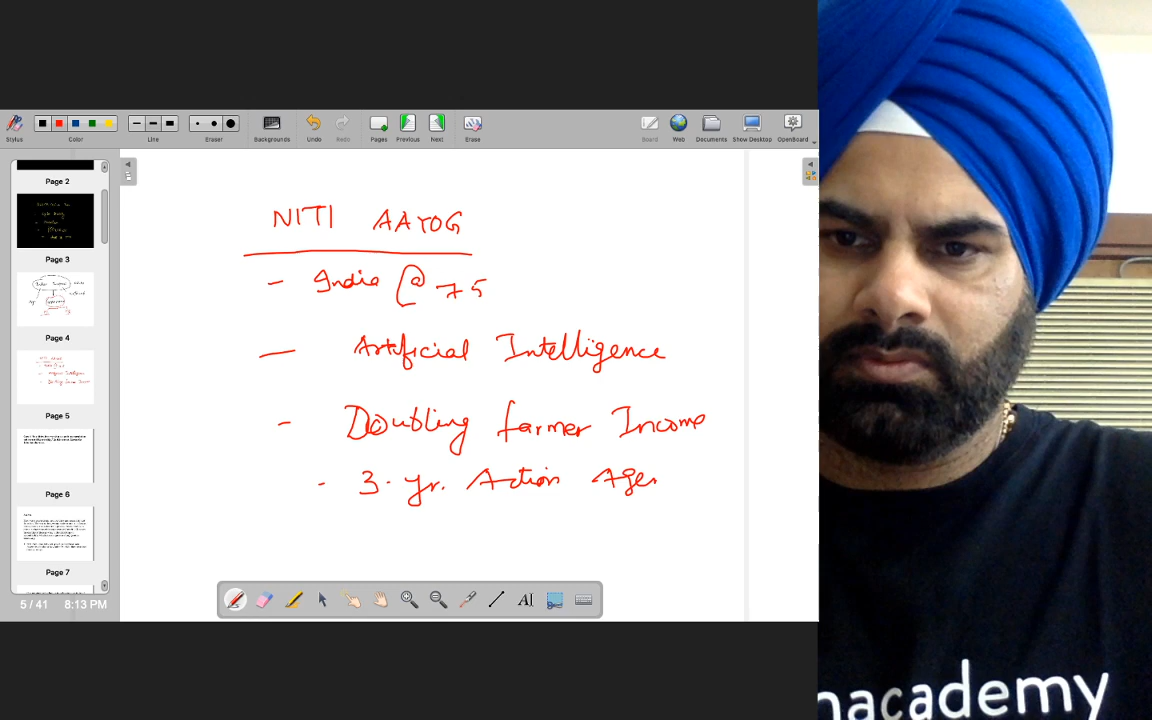 Stylus
Color
Line
Eraser
Backgrounds
Undo
Redo
Pages
Previous
Next
Erase
Board
Web
Documents
Show Desktop
OpenBoard
Page 2
Page 3
Page 4
Page 5
Page 6
Page 7
5 / 41 8:13 PM
NITI AAYOG
- India @ 75
- Artificial Intelligence
- Doubling farmer Income
- 3-yr. Action Agen
AI
nacademy